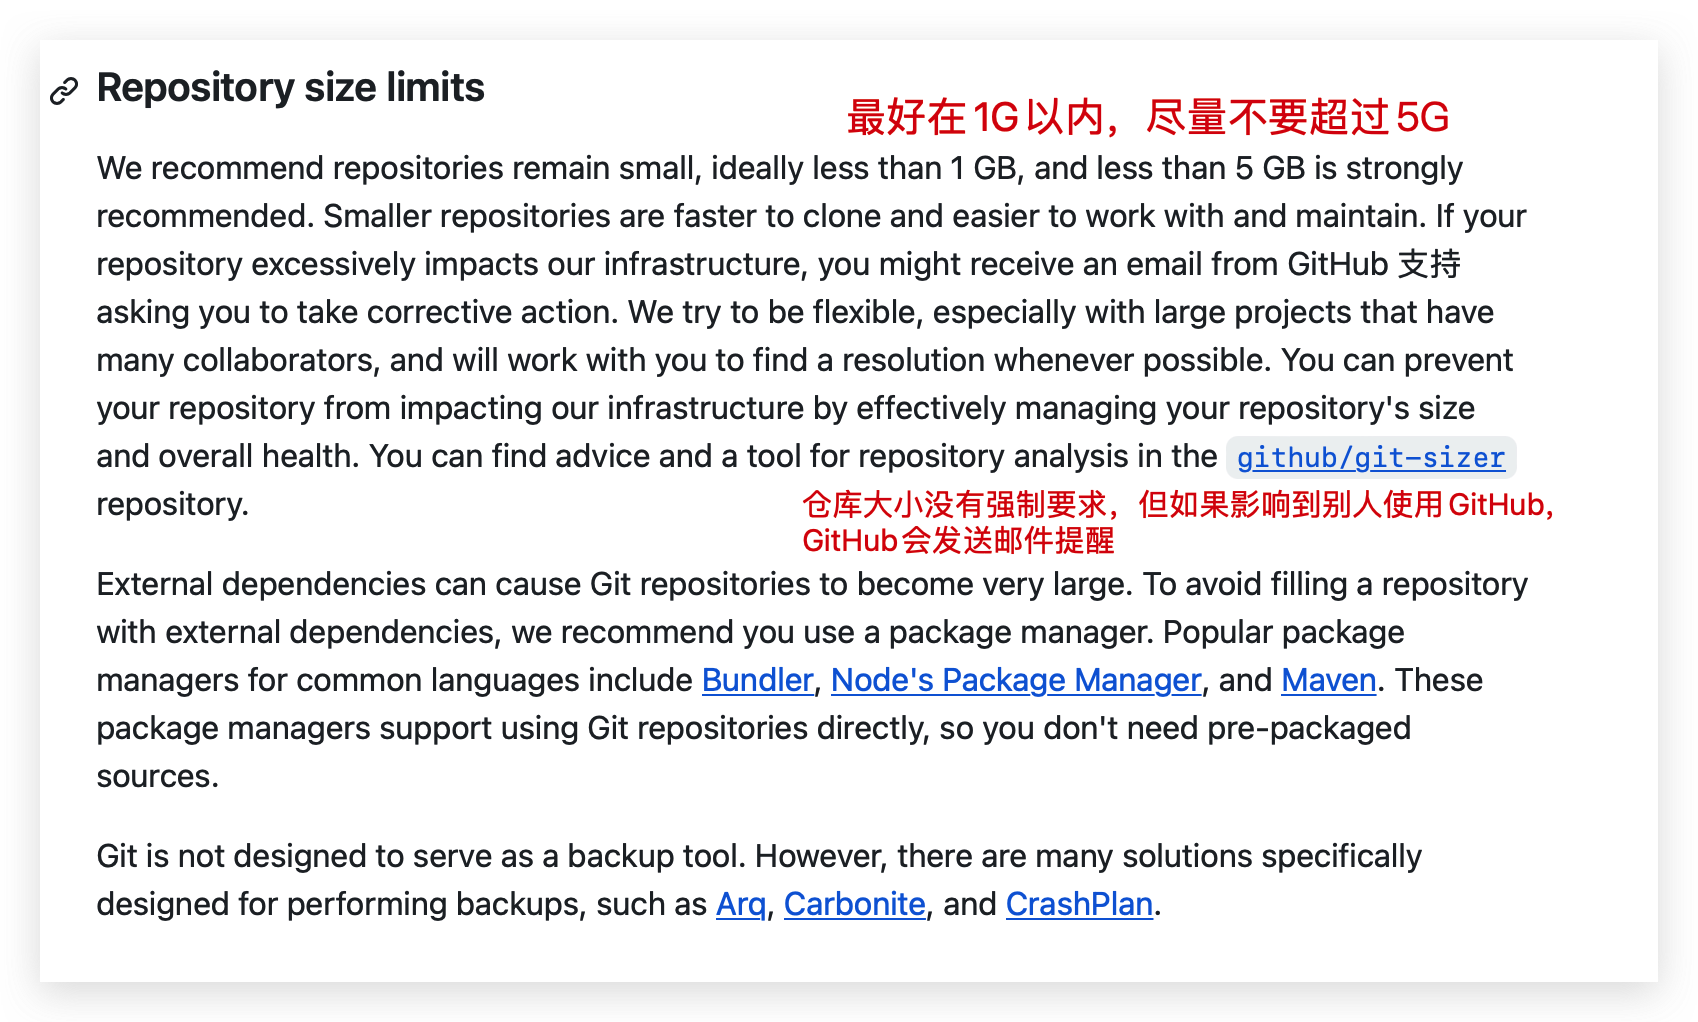 Repository size limits
最好在1G以内，尽量不要超过5G
We recommend repositories remain small, ideally less than 1 GB, and less than 5 GB is strongly
recommended. Smaller repositories are faster to clone and easier to work with and maintain. If your
repository excessively impacts our infrastructure, you might receive an email from GitHub 支持
asking you to take corrective action. We try to be flexible, especially with large projects that have
many collaborators, and will work with you to find a resolution whenever possible. You can prevent
your repository from impacting our infrastructure by effectively managing your repository's size
and overall health. You can find advice and a tool for repository analysis in the github/git-sizer
repository.
仓库大小没有强制要求，但如果影响到别人使用GitHub，
GitHub会发送邮件提醒
External dependencies can cause Git repositories to become very large. To avoid filling a repository
with external dependencies, we recommend you use a package manager. Popular package
managers for common languages include Bundler, Node's Package Manager, and Maven. These
package managers support using Git repositories directly, so you don't need pre-packaged
sources.
Git is not designed to serve as a backup tool. However, there are many solutions specifically
designed for performing backups, such as Arq, Carbonite, and CrashPlan.